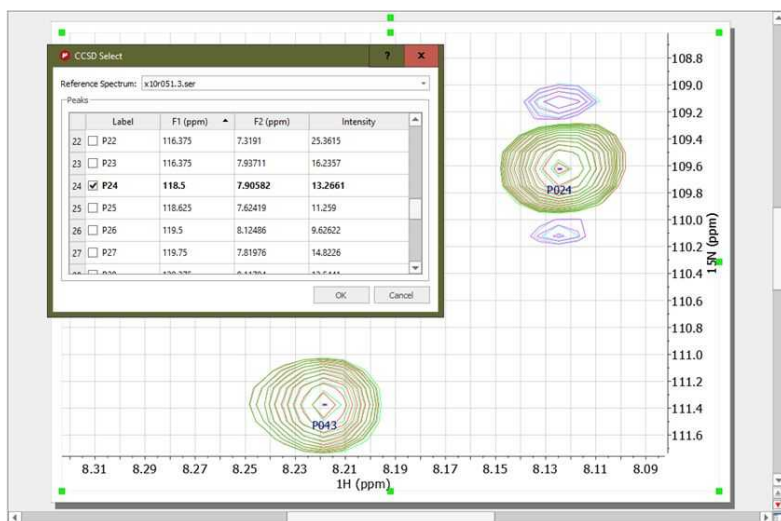 CCSD Select ? x
Reference Spectrum: x10r051.3.ser
Peaks
Label F1 (ppm) F2 (ppm) Intensity
22 P22 116.375 7.3191 25.3615
23 P23 116.375 7.93711 16.2357
24 P24 118.5 7.90582 13.2661
25 P25 118.625 7.62419 11.259
26 P26 119.5 8.12486 9.62622
27 P27 119.75 7.81976 14.8226
OK Cancel
P024
P043
108.8
109.0
109.2
109.4
109.6
109.8
110.0
110.2
110.4
110.6
110.8
111.0
111.2
111.4
111.6
15N (ppm)
8.31 8.29 8.27 8.25 8.23 8.21 8.19 8.17 8.15 8.13 8.11 8.09
1H (ppm)